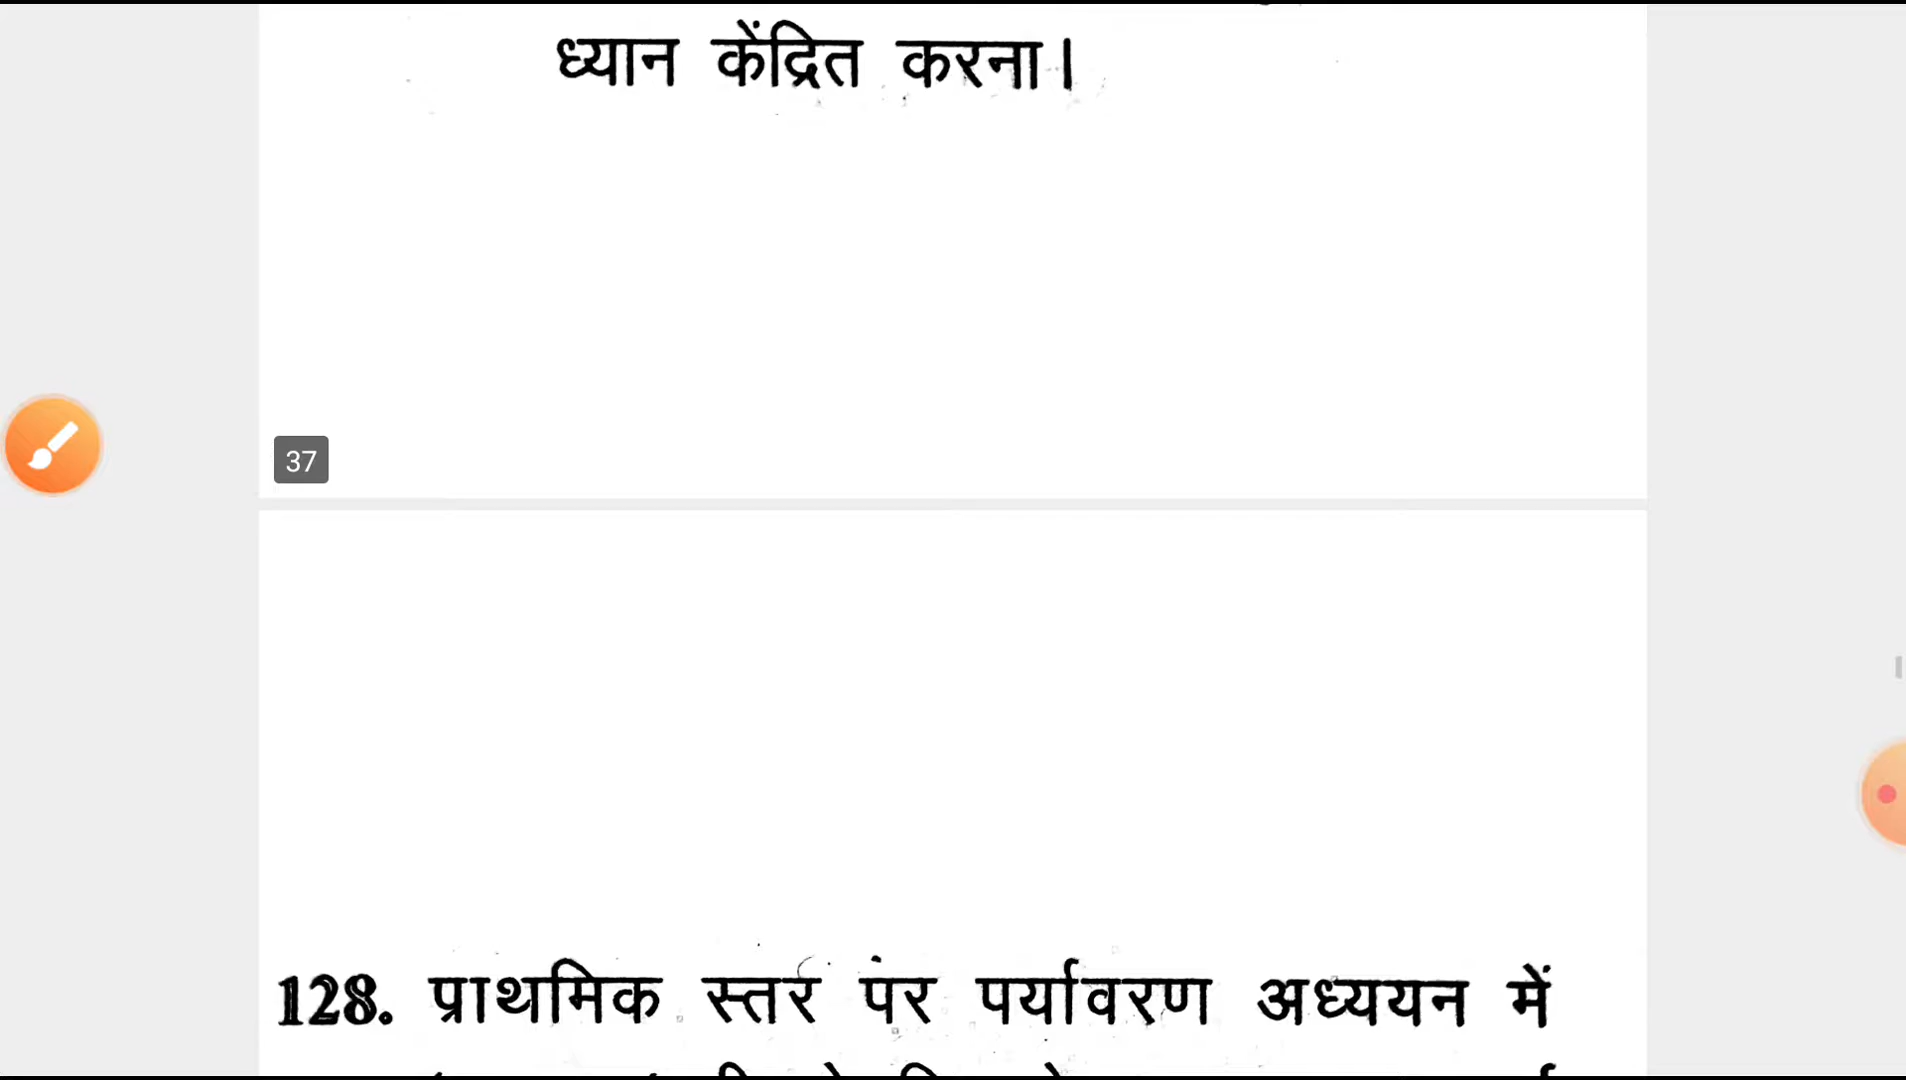 ध्यान केंद्रित करना।
37
128. प्राथमिक स्तर पर पर्यावरण अध्ययन में